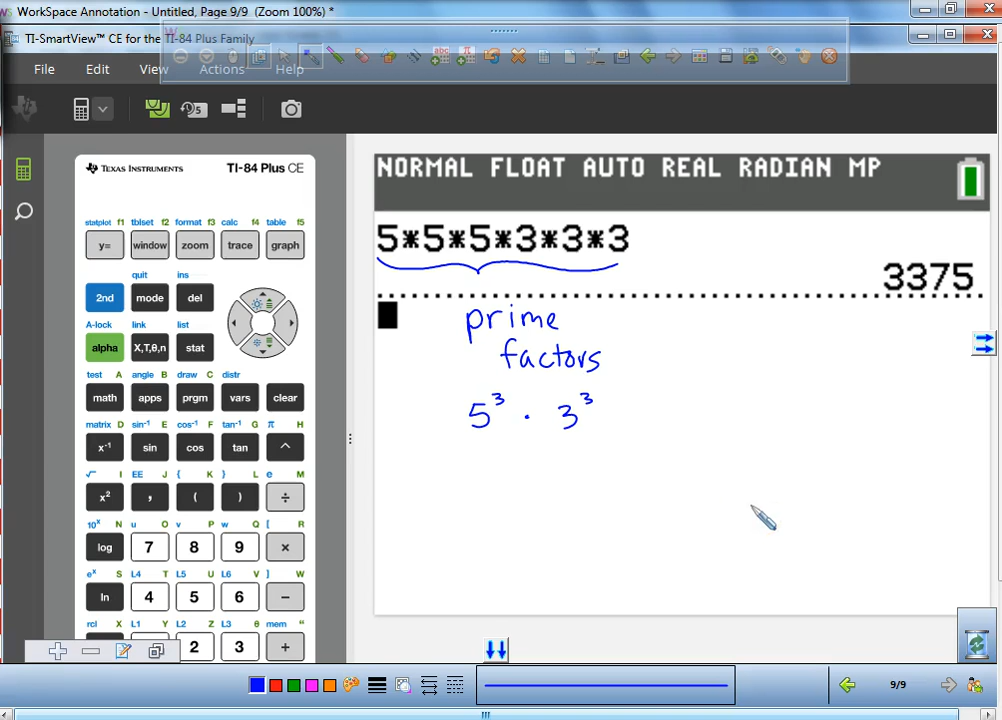 WorkSpace Annotation - Untitled, Page 9/9 (Zoom 100%) *
TI-SmartView™ CE for the TI-84 Plus Family
File Edit View Actions Help
TEXAS INSTRUMENTS TI-84 Plus CE
statplot f1 tblset f2 format f3 calc f4 table f5
y= window zoom trace graph
quit ins
2nd mode del
A-lock link list
alpha X,T,θ,n stat
test A angle B draw C distr
math apps prgm vars clear
matrix D sin⁻¹ E cos⁻¹ F tan⁻¹ G π H
x⁻¹ sin cos tan ^
√ I EE J { K } L e M
x² , ( ) ÷
10ˣ N u O v P w Q [ R
log 7 8 9 ×
eˣ S L4 T L5 U L6 V ] W
ln 4 5 6 −
rcl X L1 Y L2 Z L3 θ mem "
2 3 +
NORMAL FLOAT AUTO REAL RADIAN MP
5*5*5*3*3*3
3375
prime
factors
5³ · 3³
9/9